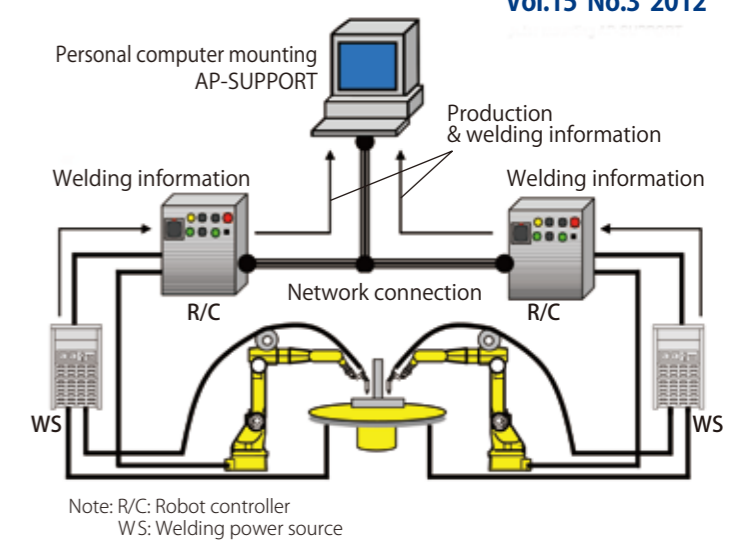 Vol.15 No.3 2012
Personal computer mounting
AP-SUPPORT
Production
& welding information
Welding information
Welding information
Network connection
R/C
R/C
WS
WS
Note: R/C: Robot controller
WS: Welding power source